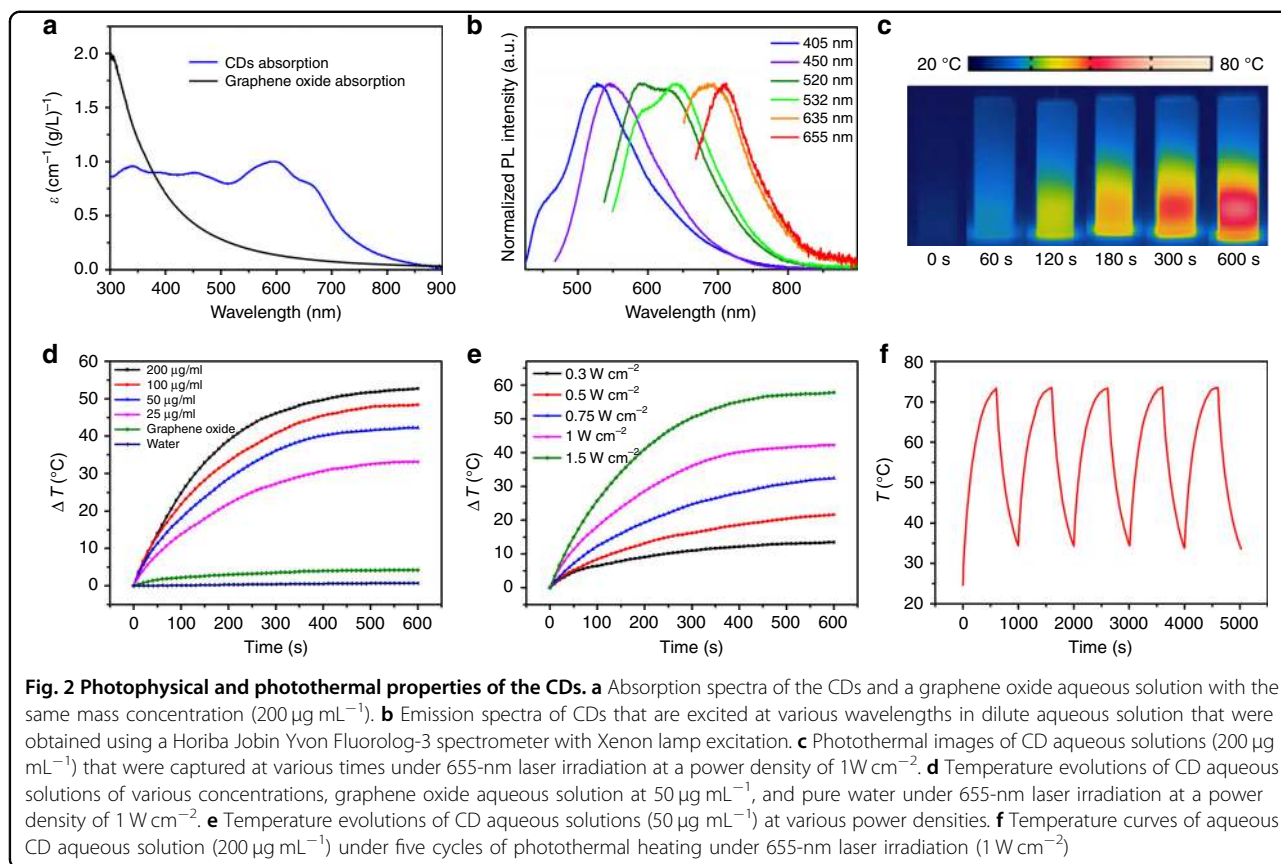 a
2.0
1.5
1.0
0.5
0.0
ε (cm⁻¹ (g/L)⁻¹)
CDs absorption
Graphene oxide absorption
300 400 500 600 700 800 900
Wavelength (nm)
b
Normalized PL intensity (a.u.)
405 nm
450 nm
520 nm
532 nm
635 nm
655 nm
500 600 700 800
Wavelength (nm)
c
20 °C 80 °C
0 s 60 s 120 s 180 s 300 s 600 s
d
60
50
40
30
20
10
0
Δ T (°C)
200 μg/ml
100 μg/ml
50 μg/ml
25 μg/ml
Graphene oxide
Water
0 100 200 300 400 500 600
Time (s)
e
60
50
40
30
20
10
0
Δ T (°C)
0.3 W cm⁻²
0.5 W cm⁻²
0.75 W cm⁻²
1 W cm⁻²
1.5 W cm⁻²
0 100 200 300 400 500 600
Time (s)
f
80
70
60
50
40
30
20
T (°C)
0 1000 2000 3000 4000 5000
Time (s)
Fig. 2 Photophysical and photothermal properties of the CDs. a Absorption spectra of the CDs and a graphene oxide aqueous solution with the
same mass concentration (200 μg mL⁻¹). b Emission spectra of CDs that are excited at various wavelengths in dilute aqueous solution that were
obtained using a Horiba Jobin Yvon Fluorolog-3 spectrometer with Xenon lamp excitation. c Photothermal images of CD aqueous solutions (200 μg
mL⁻¹) that were captured at various times under 655-nm laser irradiation at a power density of 1W cm⁻². d Temperature evolutions of CD aqueous
solutions of various concentrations, graphene oxide aqueous solution at 50 μg mL⁻¹, and pure water under 655-nm laser irradiation at a power
density of 1 W cm⁻². e Temperature evolutions of CD aqueous solutions (50 μg mL⁻¹) at various power densities. f Temperature curves of aqueous
CD aqueous solution (200 μg mL⁻¹) under five cycles of photothermal heating under 655-nm laser irradiation (1 W cm⁻²)